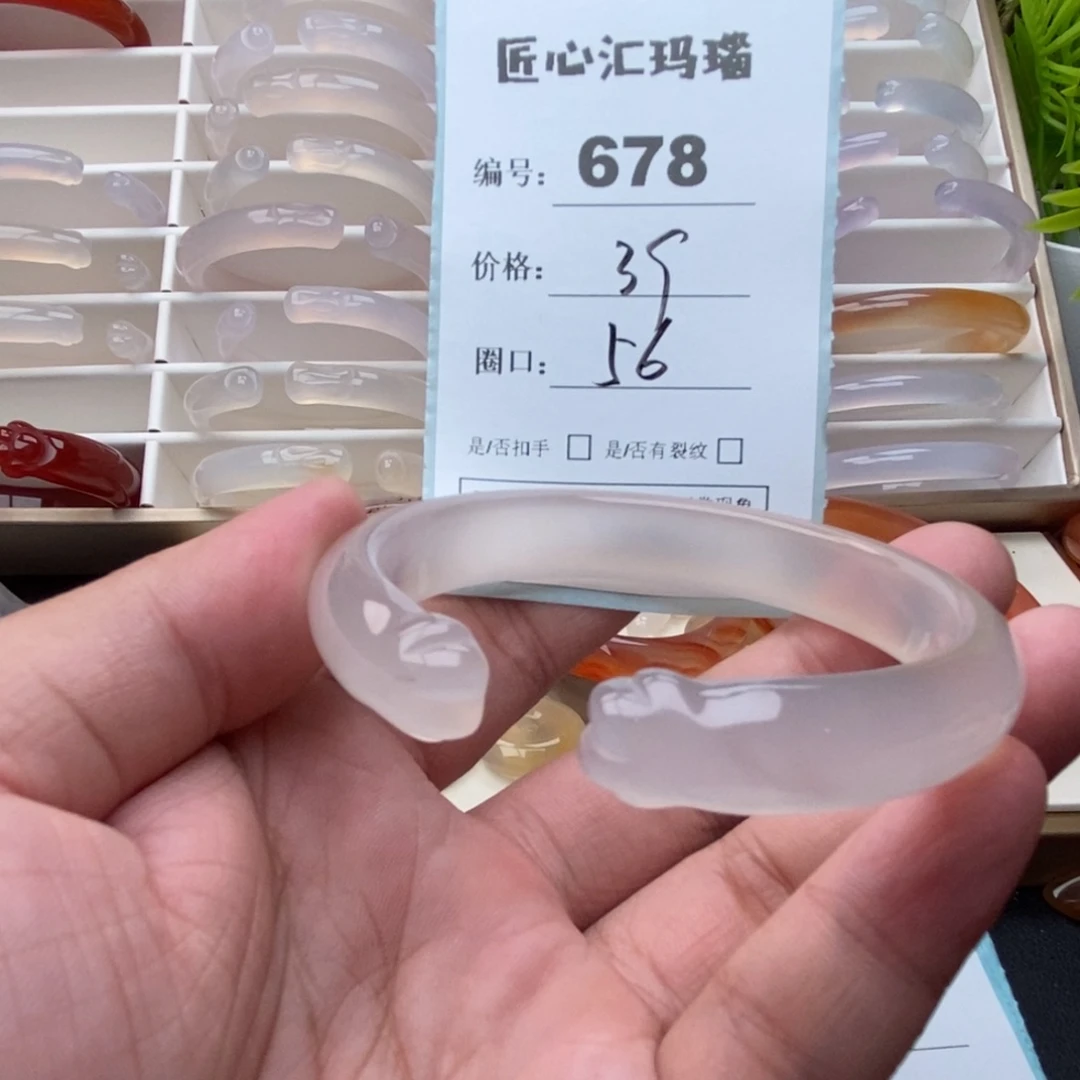 匠心汇玛瑙
编号: 678
价格: 35
圈口: 56
是/否扣手 □ 是/否有裂纹 □